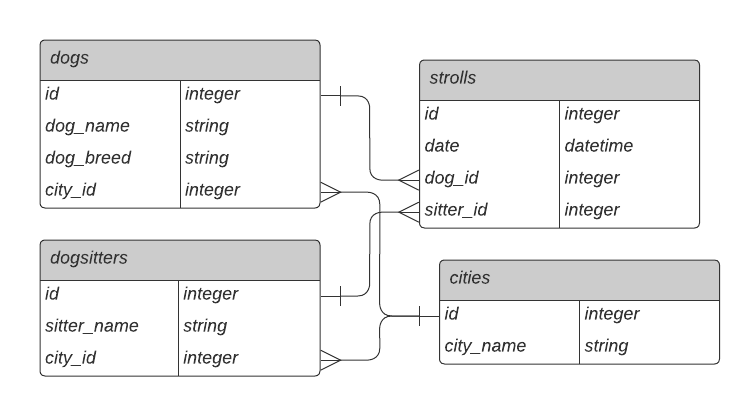 dogs
id integer
dog_name string
dog_breed string
city_id integer
strolls
id integer
date datetime
dog_id integer
sitter_id integer
dogsitters
id integer
sitter_name string
city_id integer
cities
id integer
city_name string